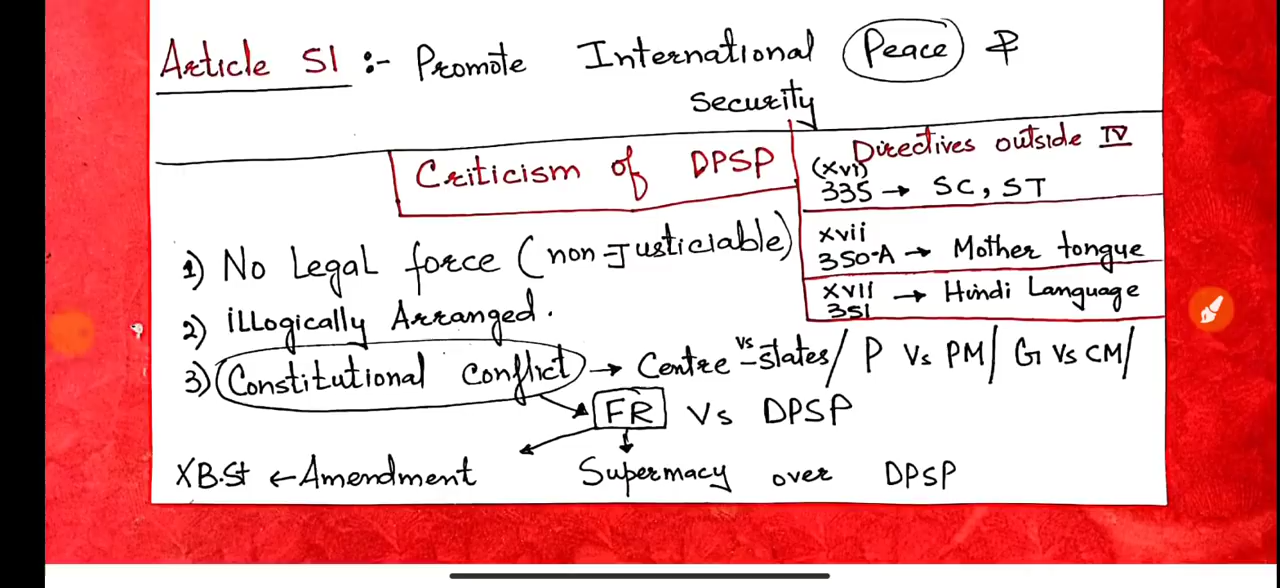 Article 51 :- Promote International Peace &
security
Criticism of DPSP
Directives outside IV
(xvi)
335 → SC, ST
xvii
350-A → Mother tongue
XVII → Hindi Language
351
1) No Legal force (non-Justiciable)
2) iLLogically Arranged.
3) Constitutional conflict → Centre vs states/ P Vs PM/ G Vs CM/
FR Vs DPSP
XB.St ← Amendment
Supermacy over DPSP